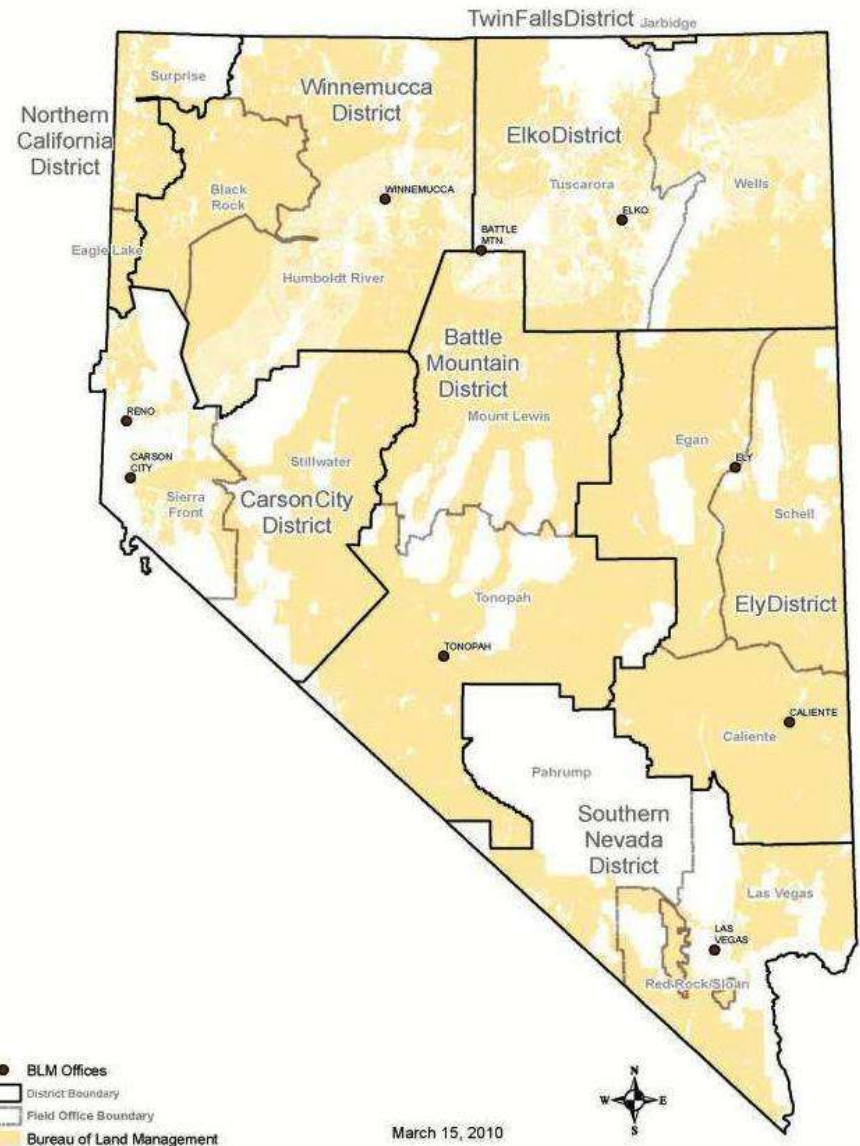 TwinFallsDistrict Jarbidge
Surprise
Winnemucca
District
Northern
California
District
ElkoDistrict
Black
Rock
WINNEMUCCA
Tuscarora
Wells
ELKO
BATTLE
MTN
Eagle Lake
Humboldt River
Battle
Mountain
District
Mount Lewis
RENO
Egan
ELY
CARSON
CITY
Stillwater
Sierra
Front
CarsonCity
District
Schell
Tonopah
ElyDistrict
TONOPAH
CALIENTE
Caliente
Pahrump
Southern
Nevada
District
Las Vegas
LAS
VEGAS
Red Rock/Sloan
BLM Offices
District Boundary
Field Office Boundary
Bureau of Land Management
N
W E
S
March 15, 2010